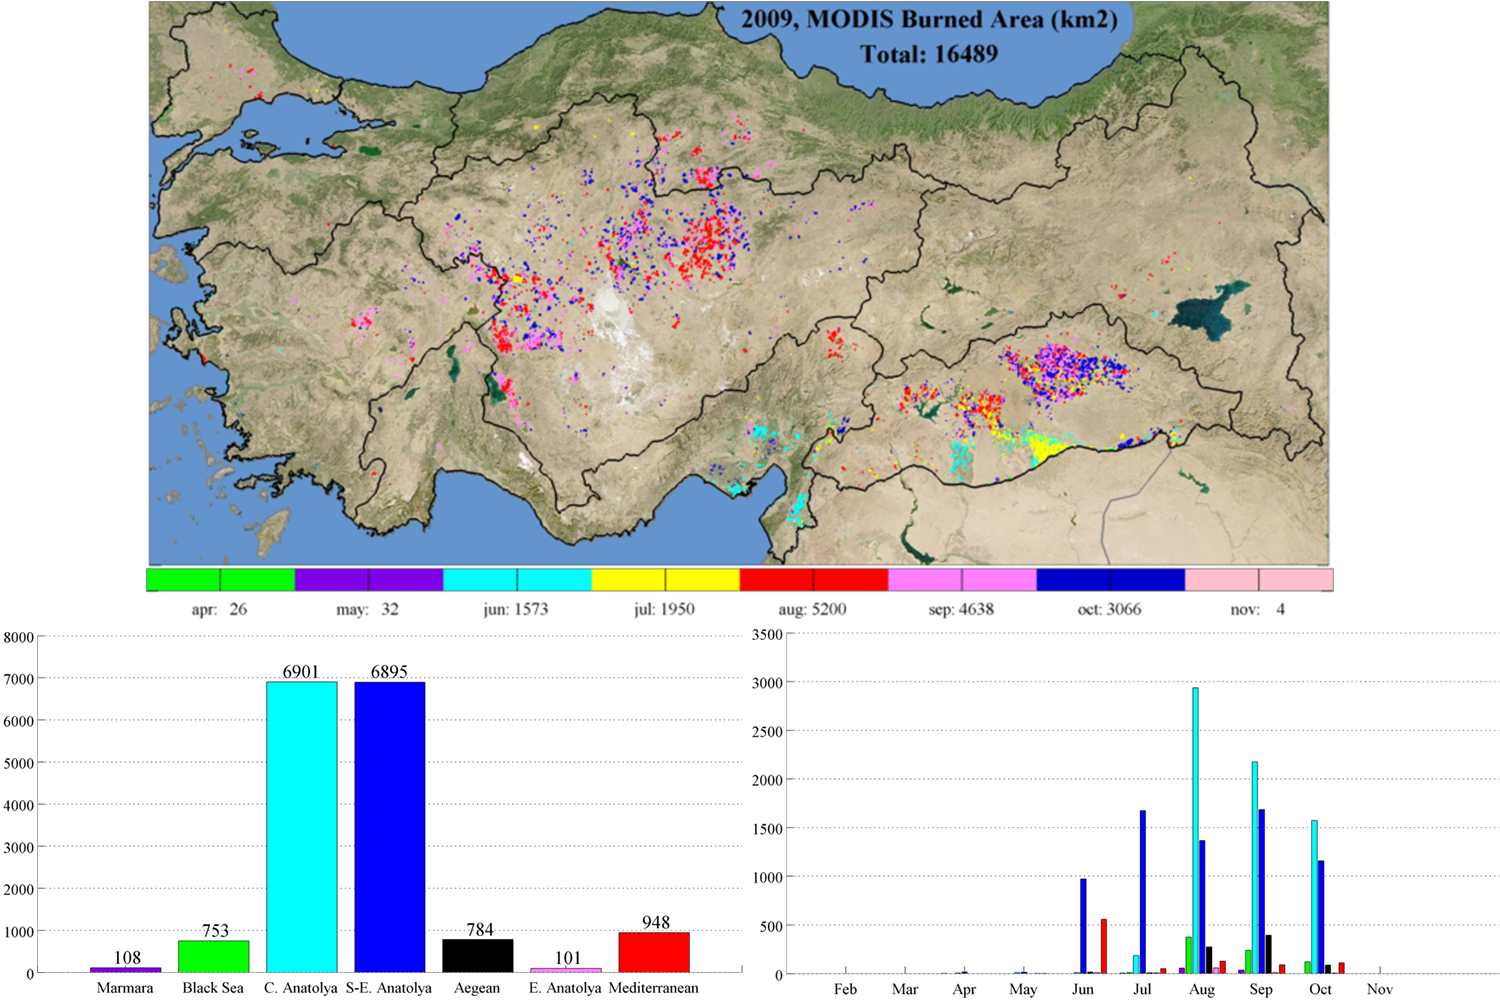 2009, MODIS Burned Area (km2)
Total: 16489
apr: 26 may: 32 jun: 1573 jul: 1950 aug: 5200 sep: 4638 oct: 3066 nov: 4
8000
7000
6000
5000
4000
3000
2000
1000
0
108 753 6901 6895 784 101 948
Marmara Black Sea C. Anatolya S-E. Anatolya Aegean E. Anatolya Mediterranean
3500
3000
2500
2000
1500
1000
500
0
Feb Mar Apr May Jun Jul Aug Sep Oct Nov